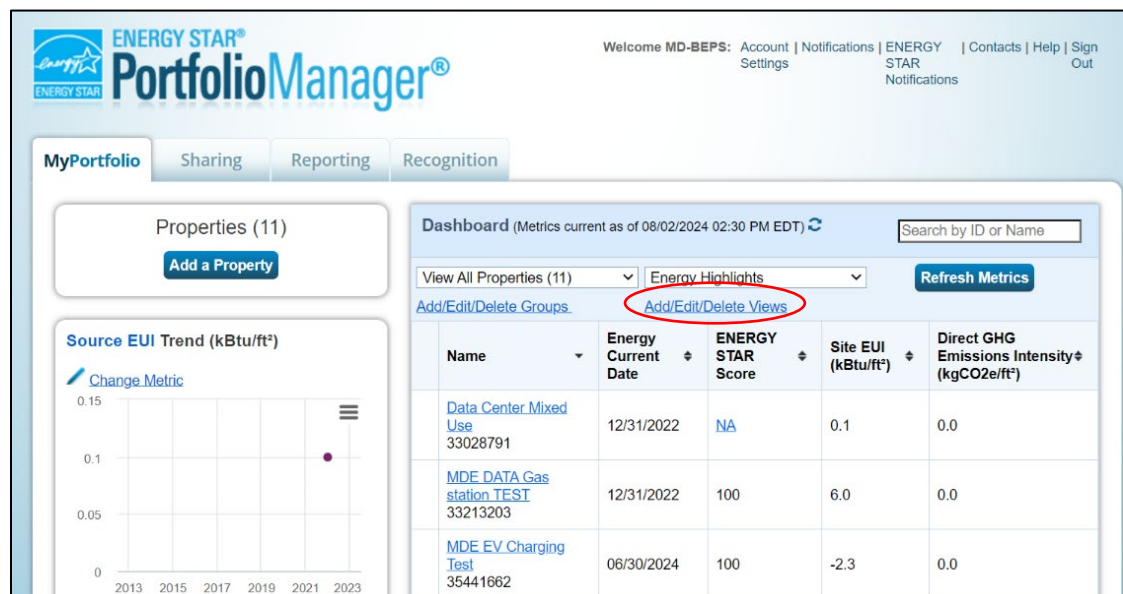 ENERGY STAR®
PortfolioManager®
energy
ENERGY STAR
Welcome MD-BEPS: Account | Notifications | ENERGY | Contacts | Help | Sign
Settings STAR Out
Notifications
MyPortfolio Sharing Reporting Recognition
Properties (11)
Add a Property
Source EUI Trend (kBtu/ft²)
Change Metric
0.15
0.1
0.05
0
2013 2015 2017 2019 2021 2023
Dashboard (Metrics current as of 08/02/2024 02:30 PM EDT)
Search by ID or Name
View All Properties (11) Energy Highlights Refresh Metrics
Add/Edit/Delete Groups Add/Edit/Delete Views
Name
Energy
Current
Date
ENERGY
STAR
Score
Site EUI
(kBtu/ft²)
Direct GHG
Emissions Intensity
(kgCO2e/ft²)
Data Center Mixed
Use
33028791
12/31/2022 NA 0.1 0.0
MDE DATA Gas
station TEST
33213203
12/31/2022 100 6.0 0.0
MDE EV Charging
Test
35441662
06/30/2024 100 -2.3 0.0